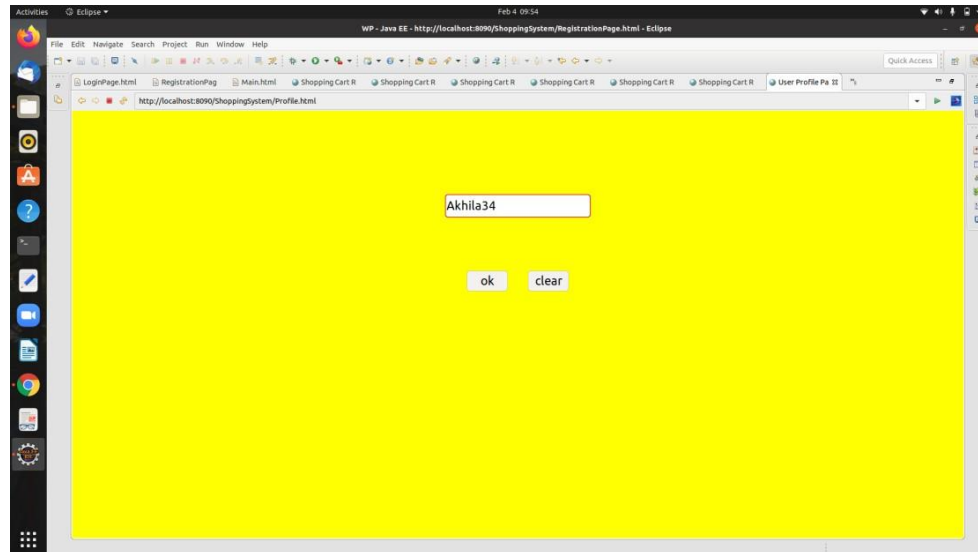 Activities Eclipse Feb 4 09:54
WP - Java EE - http://localhost:8090/ShoppingSystem/RegistrationPage.html - Eclipse
File Edit Navigate Search Project Run Window Help
Quick Access
LoginPage.html RegistrationPag Main.html Shopping Cart R Shopping Cart R Shopping Cart R Shopping Cart R Shopping Cart R Shopping Cart R User Profile Pa
http://localhost:8090/ShoppingSystem/Profile.html
Akhila34
ok clear